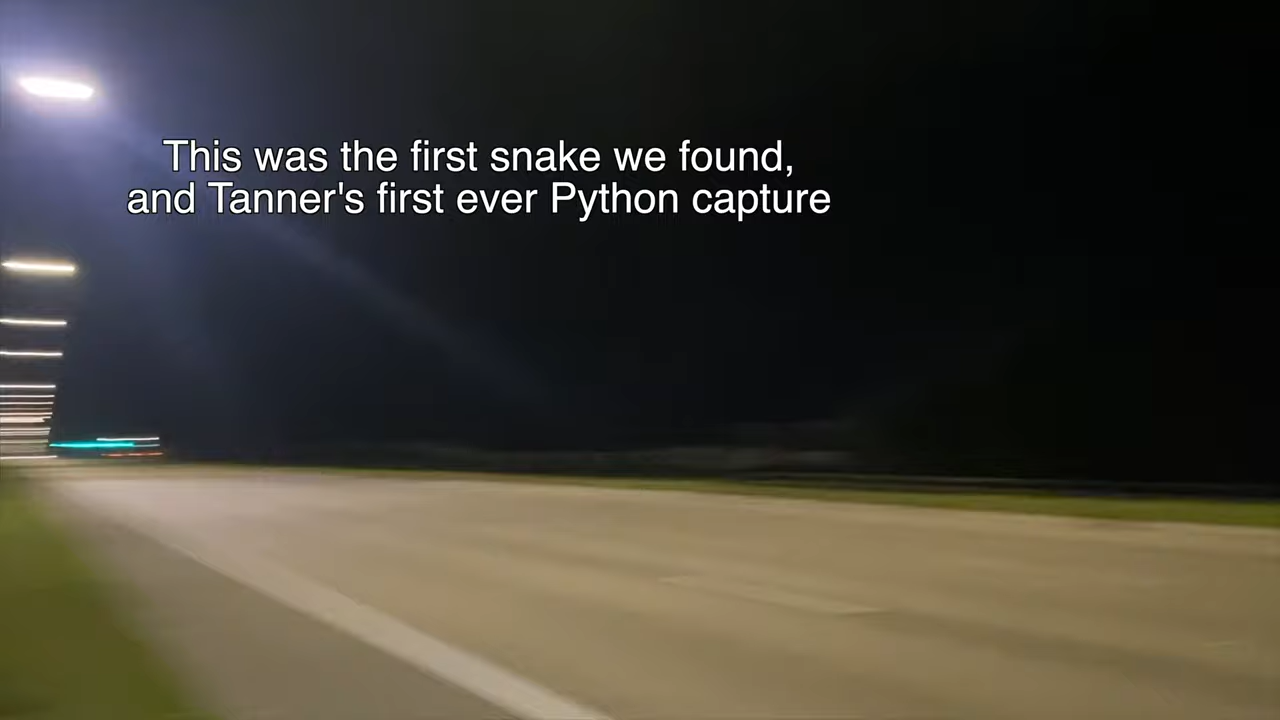 This was the first snake we found,
and Tanner's first ever Python capture